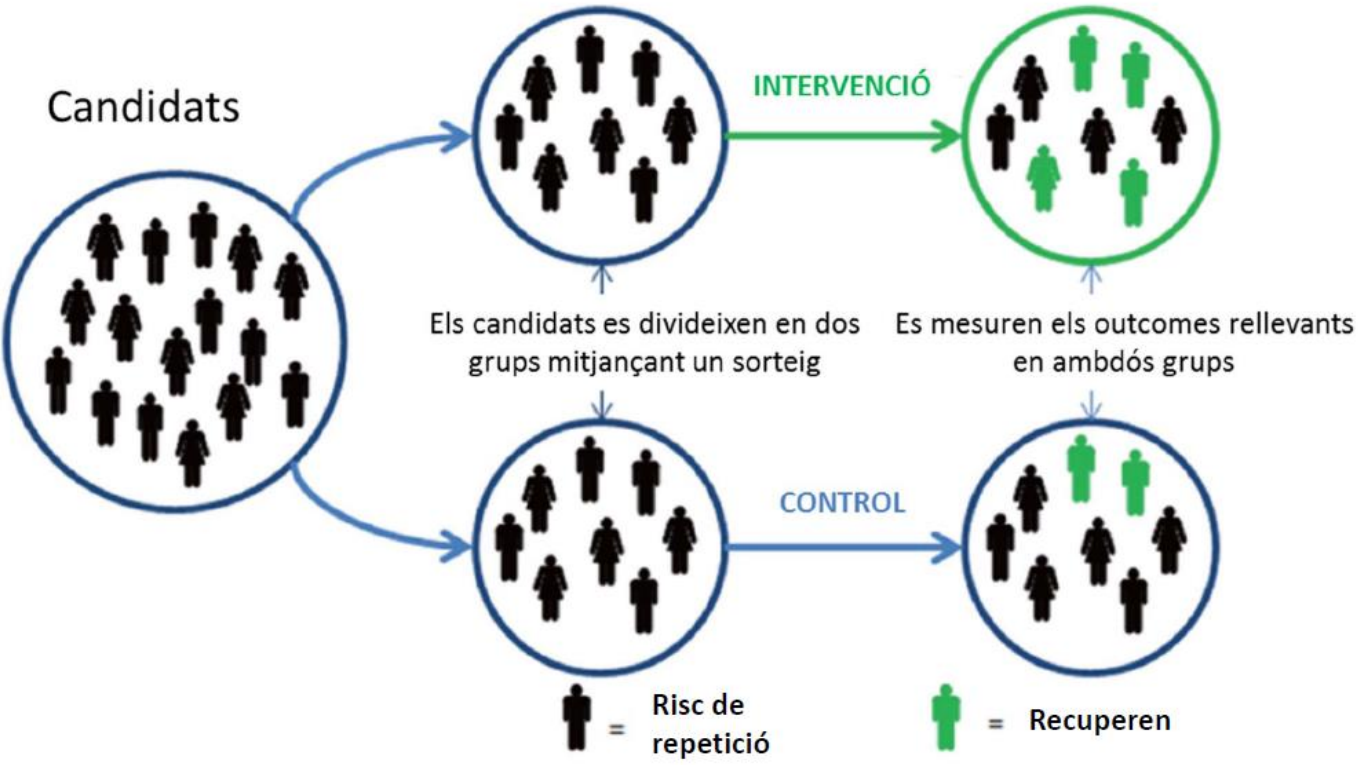 Candidats
INTERVENCIÓ
Els candidats es divideixen en dos
grups mitjançant un sorteig
Es mesuren els outcomes rellevants
en ambdós grups
CONTROL
= Risc de
repetició
= Recuperen